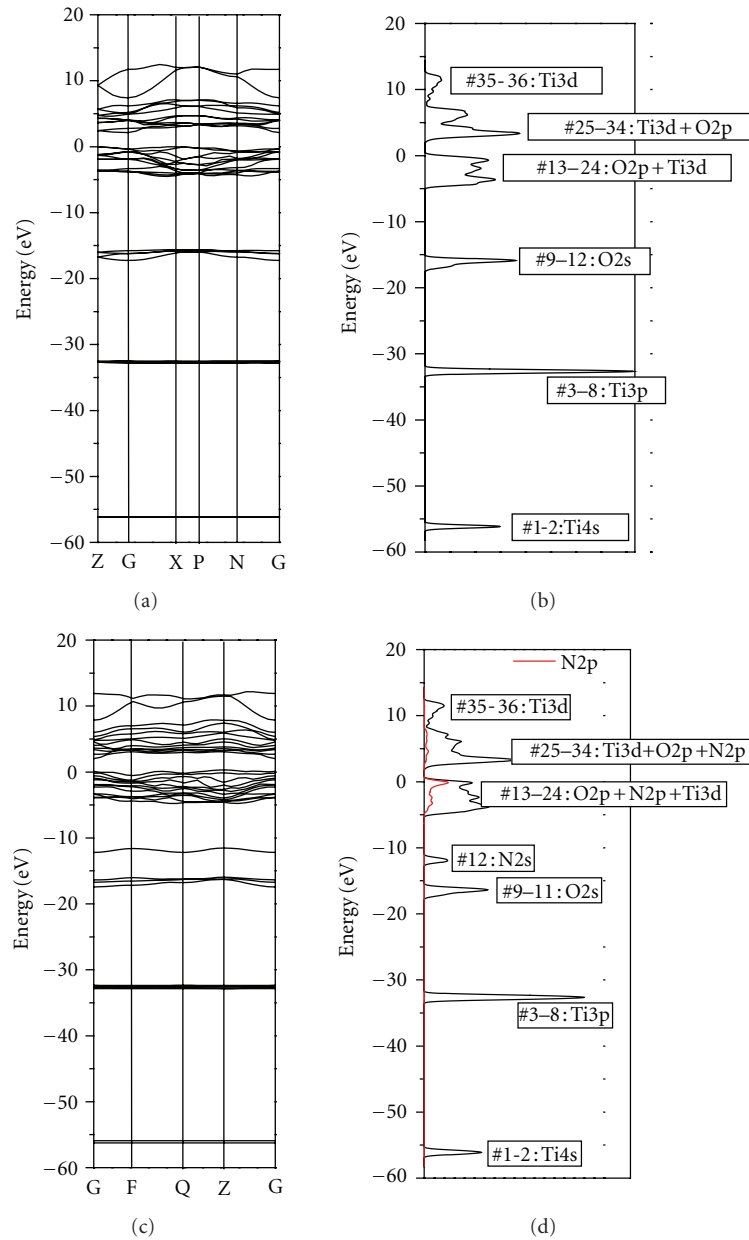 20
10
0
−10
−20
−30
−40
−50
−60
Energy (eV)
Z G X P N G
(a)
20
10
0
−10
−20
−30
−40
−50
−60
Energy (eV)
#35- 36: Ti3d
#25–34: Ti3d + O2p
#13–24: O2p + Ti3d
#9–12: O2s
#3–8: Ti3p
#1-2: Ti4s
(b)
20
10
0
−10
−20
−30
−40
−50
−60
Energy (eV)
G F Q Z G
(c)
20
10
0
−10
−20
−30
−40
−50
−60
Energy (eV)
N2p
#35- 36: Ti3d
#25–34: Ti3d+O2p+N2p
#13–24: O2p+N2p+Ti3d
#12: N2s
#9–11: O2s
#3–8: Ti3p
#1-2: Ti4s
(d)